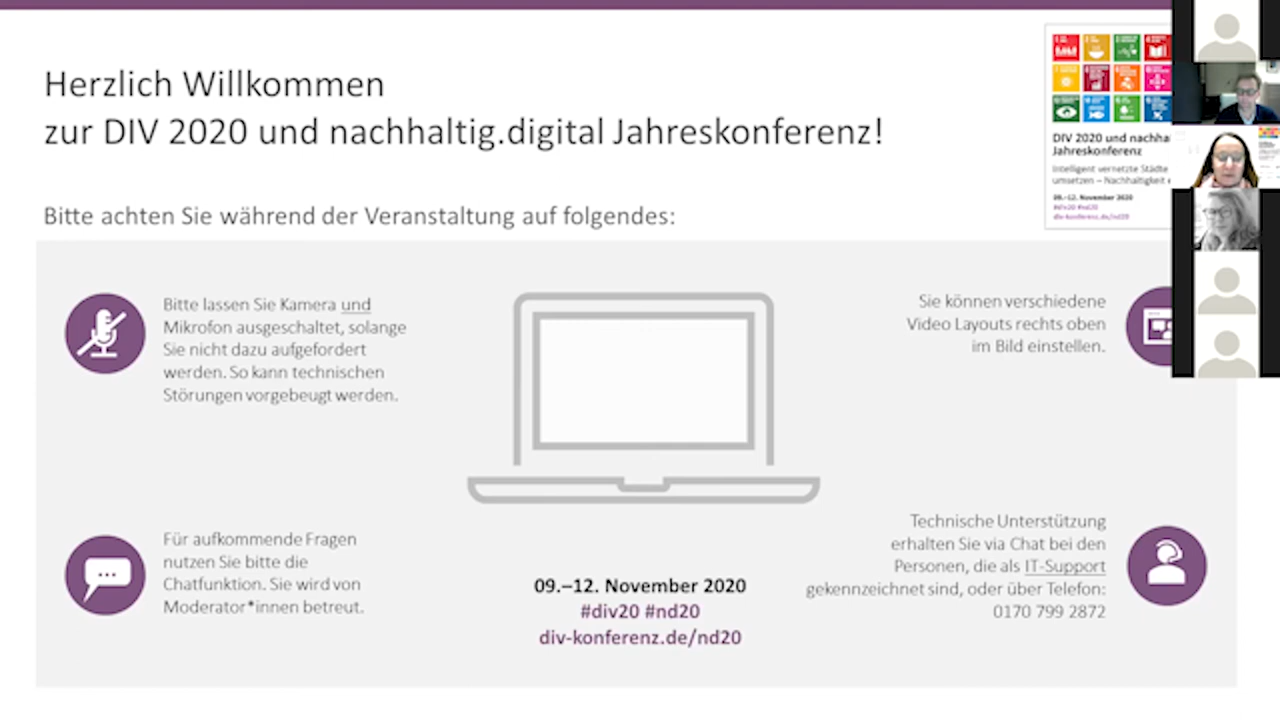 Herzlich Willkommen
zur DIV 2020 und nachhaltig.digital Jahreskonferenz!
DIV 2020 und nachha
Jahreskonferenz
Intelligent vernetzte Städte
umsetzen – Nachhaltigkeit
09.–12. November 2020
#div20 #nd20
div-konferenz.de/nd20
Bitte achten Sie während der Veranstaltung auf folgendes:
Bitte lassen Sie Kamera und
Mikrofon ausgeschaltet, solange
Sie nicht dazu aufgefordert
werden. So kann technischen
Störungen vorgebeugt werden.
Sie können verschiedene
Video Layouts rechts oben
im Bild einstellen.
Für aufkommende Fragen
nutzen Sie bitte die
Chatfunktion. Sie wird von
Moderator*innen betreut.
09.–12. November 2020
#div20 #nd20
div-konferenz.de/nd20
Technische Unterstützung
erhalten Sie via Chat bei den
Personen, die als IT-Support
gekennzeichnet sind, oder über Telefon:
0170 799 2872